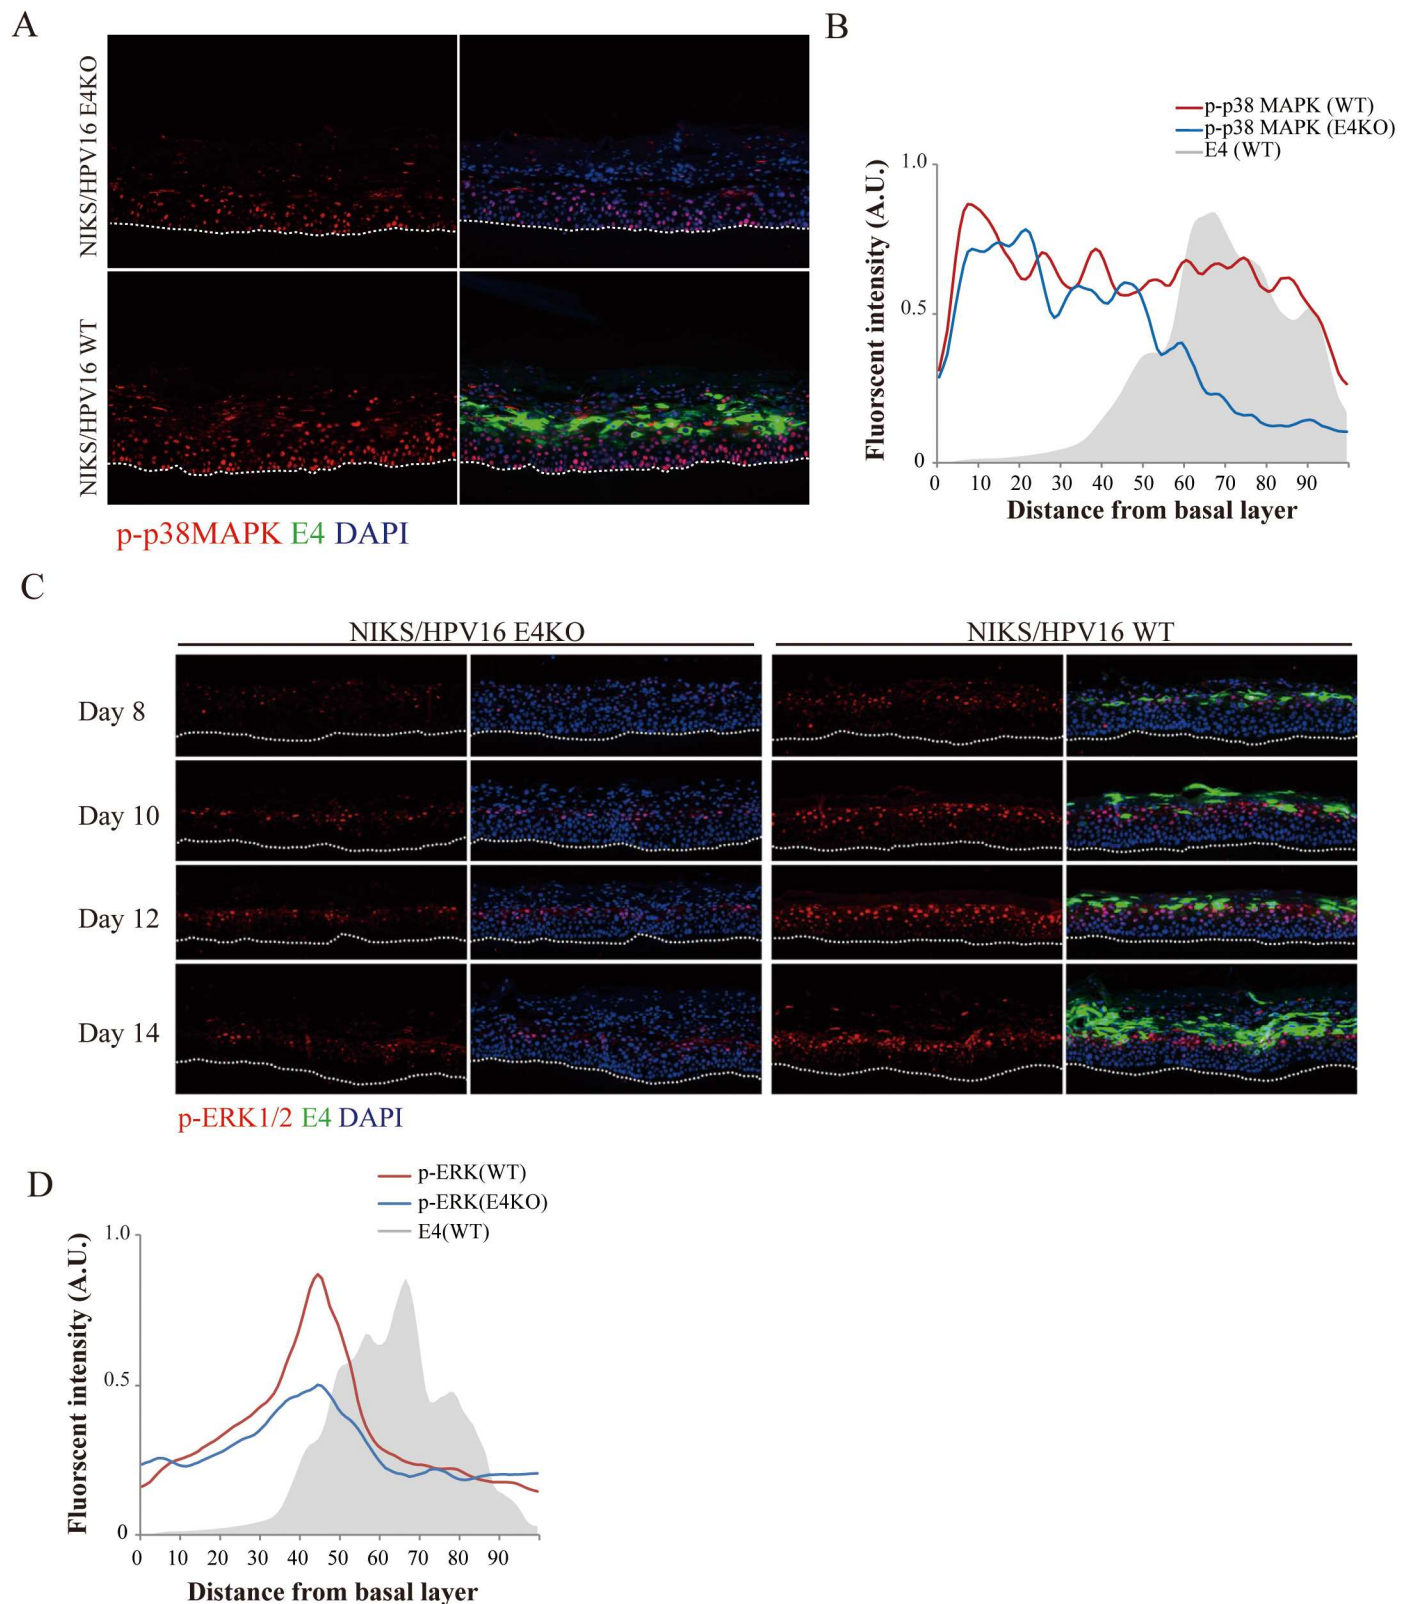 A
NIKS/HPV16 E4KO
NIKS/HPV16 WT
p-p38MAPK E4 DAPI
B
p-p38 MAPK (WT)
p-p38 MAPK (E4KO)
E4 (WT)
Fluorscent intensity (A.U.)
1.0
0.5
0
0 10 20 30 40 50 60 70 80 90
Distance from basal layer
C
NIKS/HPV16 E4KO NIKS/HPV16 WT
Day 8
Day 10
Day 12
Day 14
p-ERK1/2 E4 DAPI
D
p-ERK(WT)
p-ERK(E4KO)
E4(WT)
Fluorscent intensity (A.U.)
1.0
0.5
0
0 10 20 30 40 50 60 70 80 90
Distance from basal layer